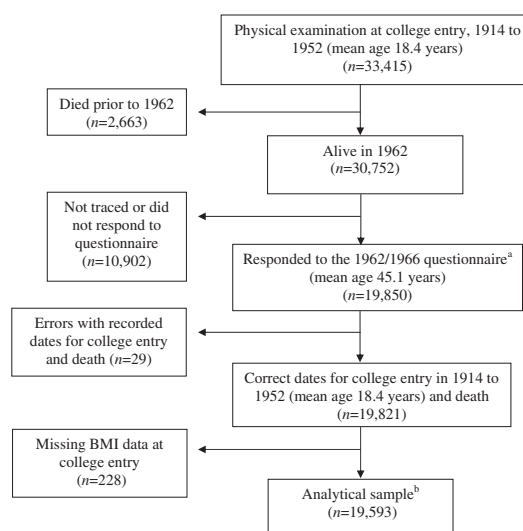 Physical examination at college entry, 1914 to
1952 (mean age 18.4 years)
(n=33,415)
Died prior to 1962
(n=2,663)
Alive in 1962
(n=30,752)
Not traced or did
not respond to
questionnaire
(n=10,902)
Responded to the 1962/1966 questionnaireᵃ
(mean age 45.1 years)
(n=19,850)
Errors with recorded
dates for college entry
and death (n=29)
Correct dates for college entry in 1914 to
1952 (mean age 18.4 years) and death
(n=19,821)
Missing BMI data at
college entry
(n=228)
Analytical sampleᵇ
(n=19,593)